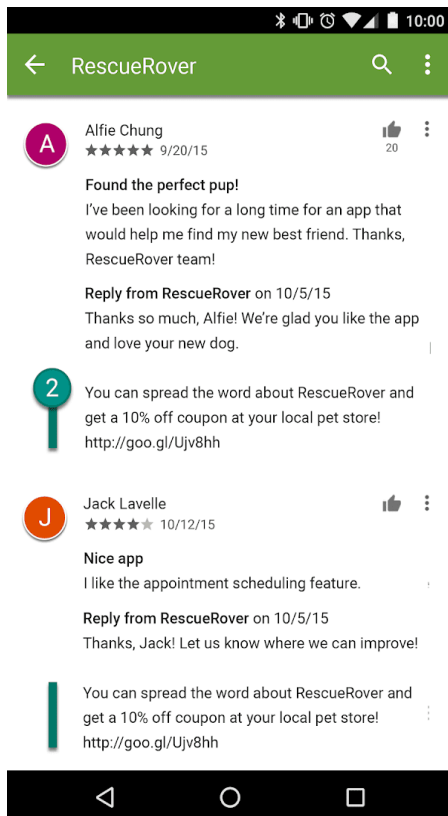 10:00
RescueRover
A
Alfie Chung
★★★★★ 9/20/15
20
Found the perfect pup!
I've been looking for a long time for an app that
would help me find my new best friend. Thanks,
RescueRover team!
Reply from RescueRover on 10/5/15
Thanks so much, Alfie! We're glad you like the app
and love your new dog.
2
You can spread the word about RescueRover and
get a 10% off coupon at your local pet store!
http://goo.gl/Ujv8hh
J
Jack Lavelle
★★★★★ 10/12/15
Nice app
I like the appointment scheduling feature.
Reply from RescueRover on 10/5/15
Thanks, Jack! Let us know where we can improve!
You can spread the word about RescueRover and
get a 10% off coupon at your local pet store!
http://goo.gl/Ujv8hh